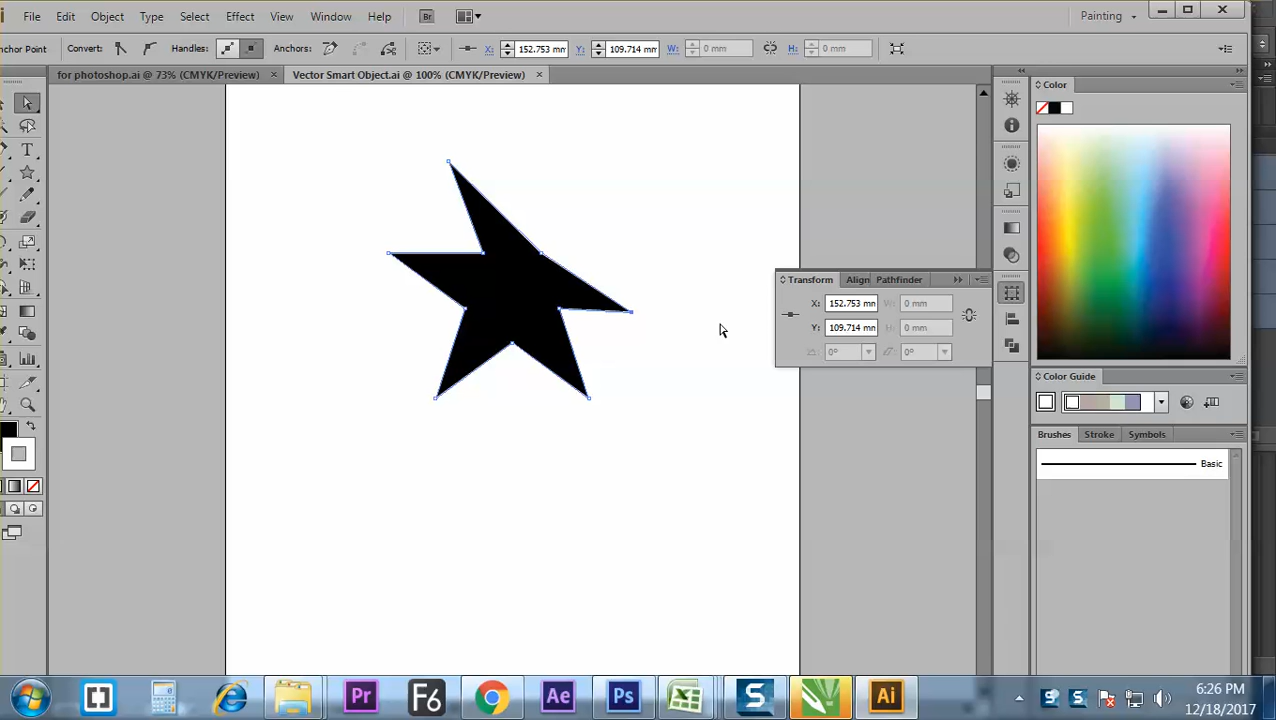 File Edit Object Type Select Effect View Window Help Br Painting
nchor Point Convert: Handles: Anchors: X: 152.753 mm Y: 109.714 mm W: 0 mm H: 0 mm
for photoshop.ai @ 73% (CMYK/Preview) × Vector Smart Object.ai @ 100% (CMYK/Preview) ×
Color
Transform Align Pathfinder
X: 152.753 mm W: 0 mm
Y: 109.714 mm H: 0 mm
0° 0°
Color Guide
Brushes Stroke Symbols
Basic
Pr F6 Ae Ps S Ai
6:26 PM
12/18/2017